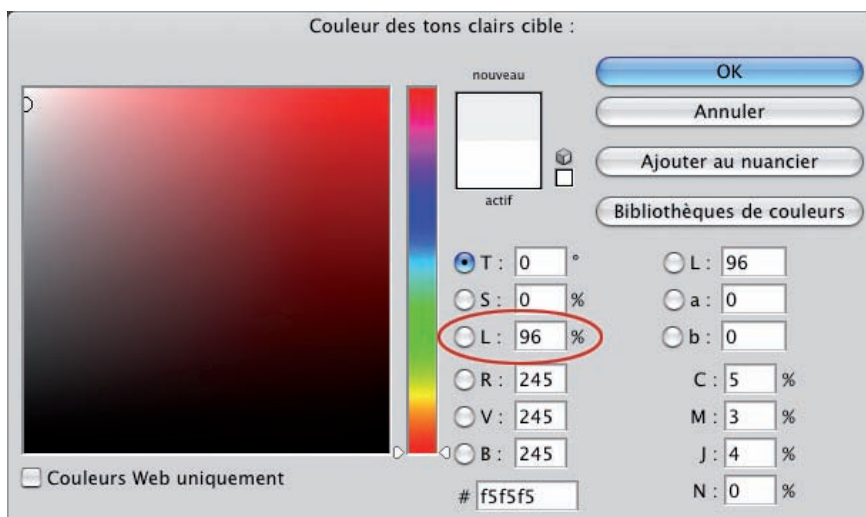 Couleur des tons clairs cible :
nouveau
actif
OK
Annuler
Ajouter au nuancier
Bibliothèques de couleurs
T : 0 °
S : 0 %
L : 96 %
R : 245
V : 245
B : 245
# f5f5f5
L : 96
a : 0
b : 0
C : 5 %
M : 3 %
J : 4 %
N : 0 %
Couleurs Web uniquement